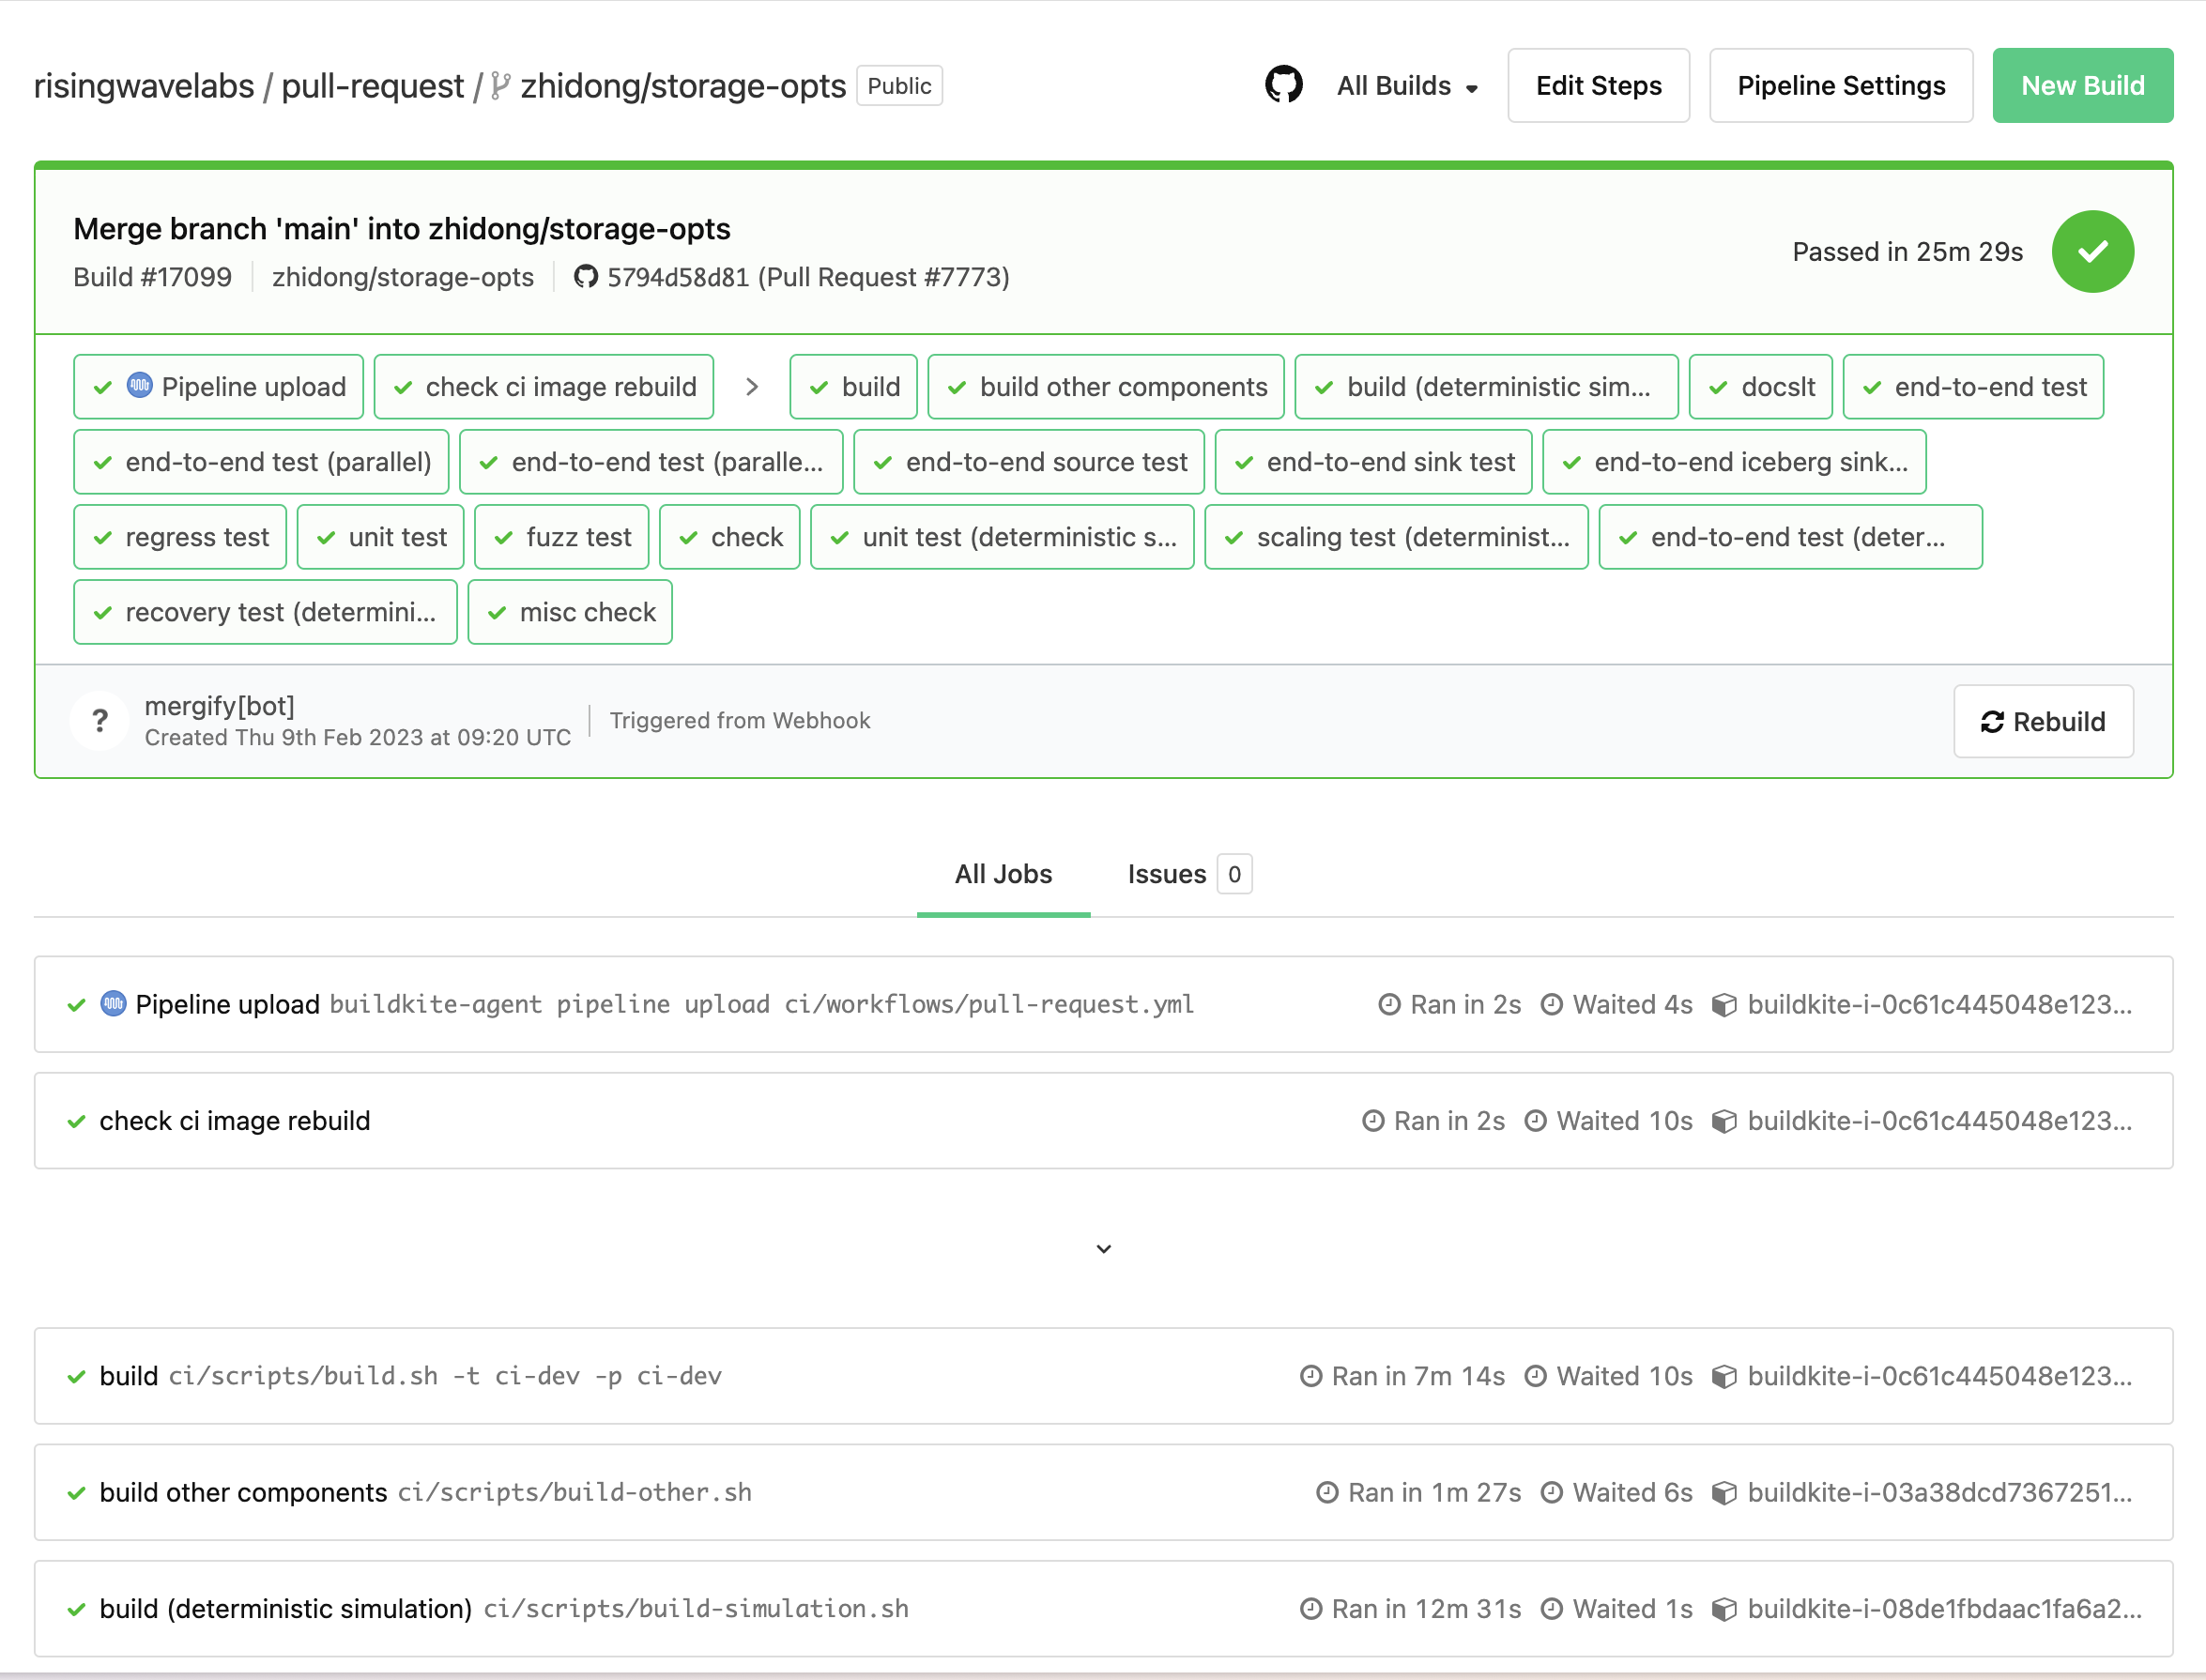 risingwavelabs / pull-request / zhidong/storage-opts Public All Builds Edit Steps Pipeline Settings New Build
Merge branch 'main' into zhidong/storage-opts
Build #17099 zhidong/storage-opts 5794d58d81 (Pull Request #7773)
Passed in 25m 29s
Pipeline upload check ci image rebuild > build build other components build (deterministic sim... docslt end-to-end test
end-to-end test (parallel) end-to-end test (paralle... end-to-end source test end-to-end sink test end-to-end iceberg sink...
regress test unit test fuzz test check unit test (deterministic s... scaling test (determinist... end-to-end test (deter...
recovery test (determini... misc check
? mergify[bot]
Created Thu 9th Feb 2023 at 09:20 UTC
Triggered from Webhook
Rebuild
All Jobs Issues 0
Pipeline upload buildkite-agent pipeline upload ci/workflows/pull-request.yml Ran in 2s Waited 4s buildkite-i-0c61c445048e123...
check ci image rebuild Ran in 2s Waited 10s buildkite-i-0c61c445048e123...
build ci/scripts/build.sh -t ci-dev -p ci-dev Ran in 7m 14s Waited 10s buildkite-i-0c61c445048e123...
build other components ci/scripts/build-other.sh Ran in 1m 27s Waited 6s buildkite-i-03a38dcd7367251...
build (deterministic simulation) ci/scripts/build-simulation.sh Ran in 12m 31s Waited 1s buildkite-i-08de1fbdaac1fa6a2...